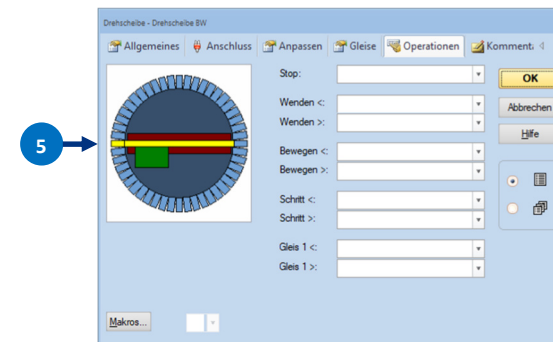 Drehscheibe - Drehscheibe BW
Allgemeines Anschluss Anpassen Gleise Operationen
Stop:
OK
Wenden <:
Abbrechen
Wenden >:
Hilfe
5
Bewegen <:
Bewegen >:
Schritt <:
Schritt >:
Gleis 1 <:
Gleis 1 >:
Makros...